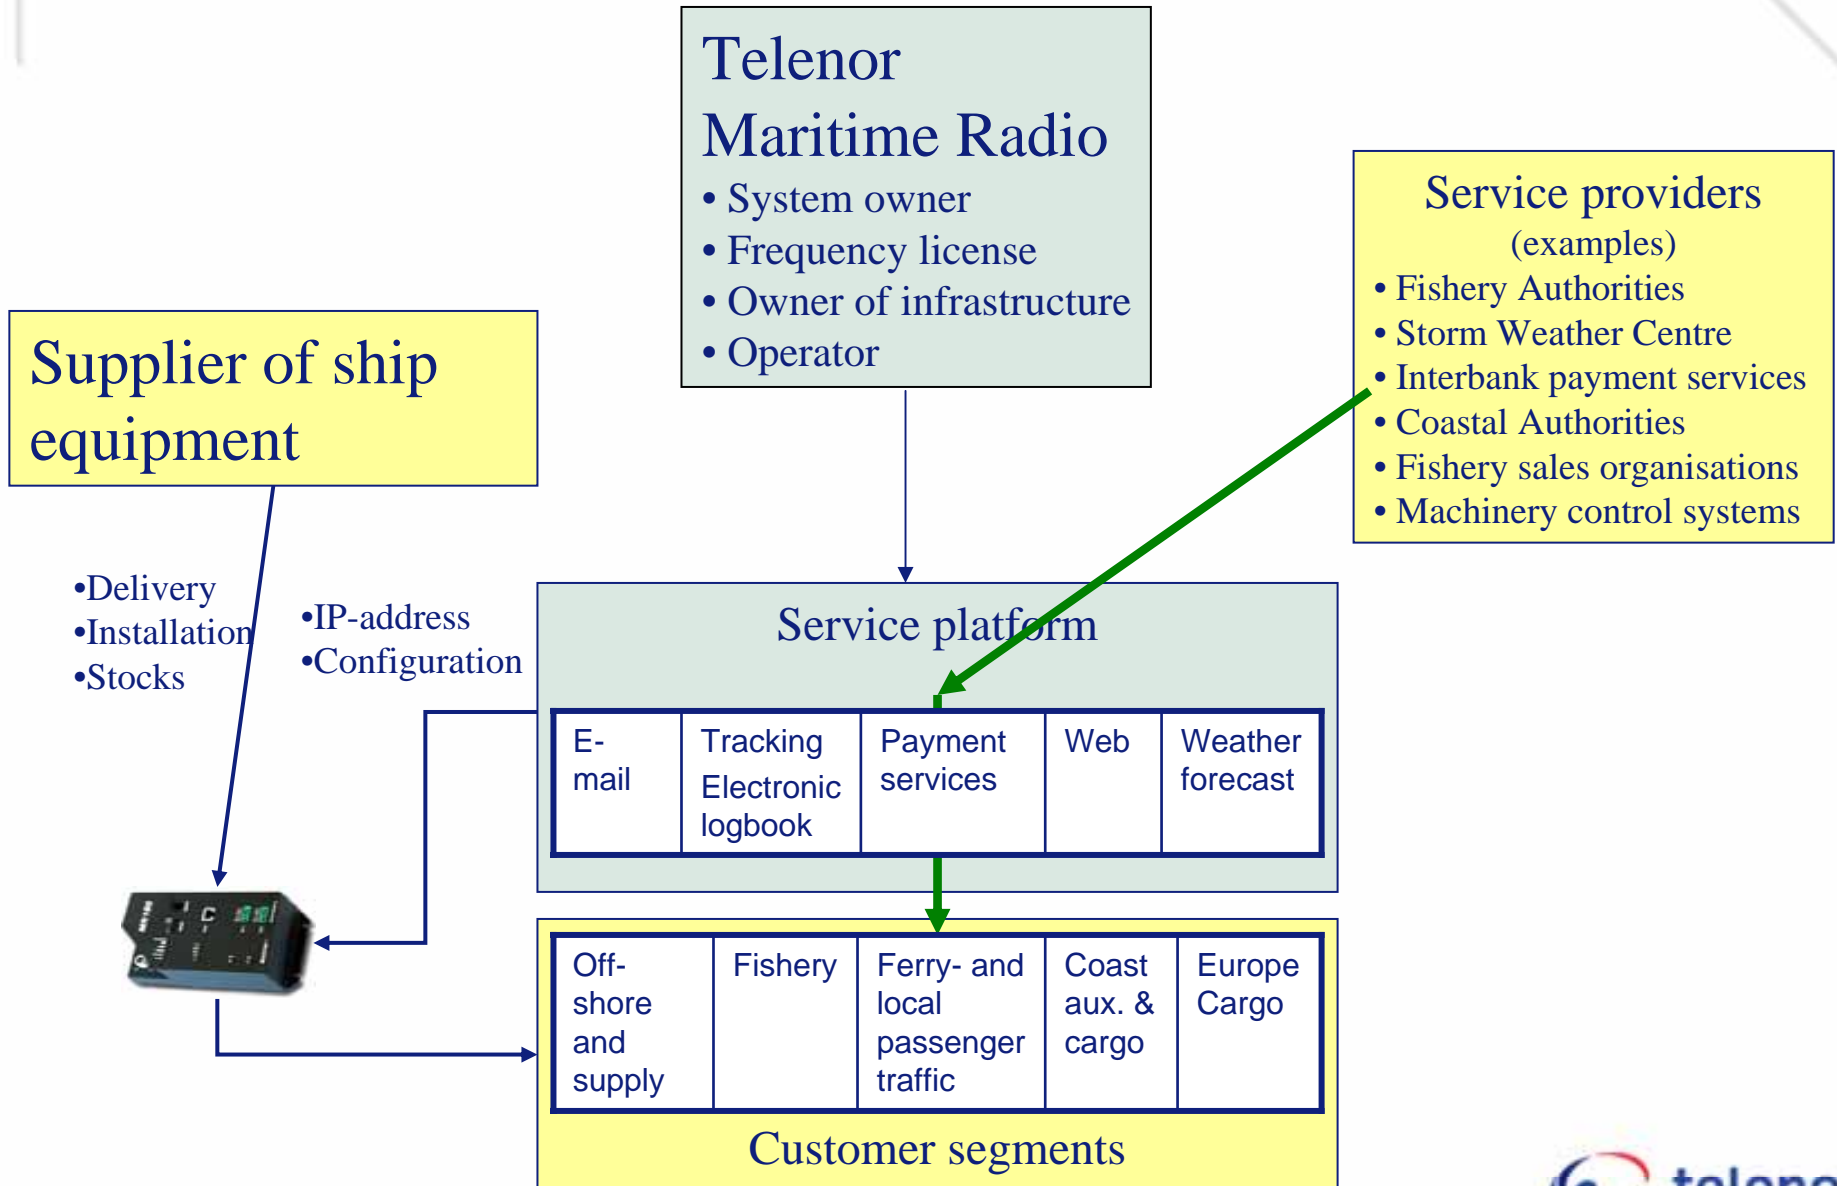 Telenor
Maritime Radio
• System owner
• Frequency license
• Owner of infrastructure
• Operator
Service providers
(examples)
• Fishery Authorities
• Storm Weather Centre
• Interbank payment services
• Coastal Authorities
• Fishery sales organisations
• Machinery control systems
Supplier of ship
equipment
•Delivery
•Installation
•Stocks
•IP-address
•Configuration
Service platform
E-
mail
Tracking
Electronic
logbook
Payment
services
Web
Weather
forecast
Off-
shore
and
supply
Fishery
Ferry- and
local
passenger
traffic
Coast
aux. &
cargo
Europe
Cargo
Customer segments